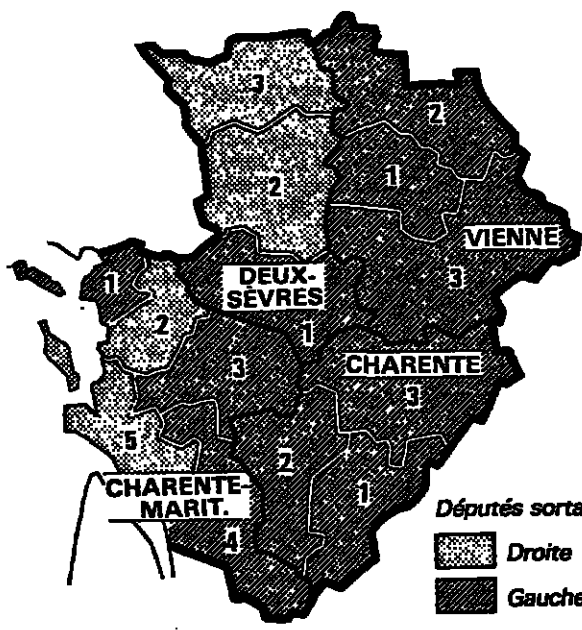 3
2
2
1
VIENNE
1
DEUX-
SÈVRES
3
2
1
3
CHARENTE
3
5
2
CHARENTE-
MARIT.
1
4
Députés sorta
Droite
Gauche